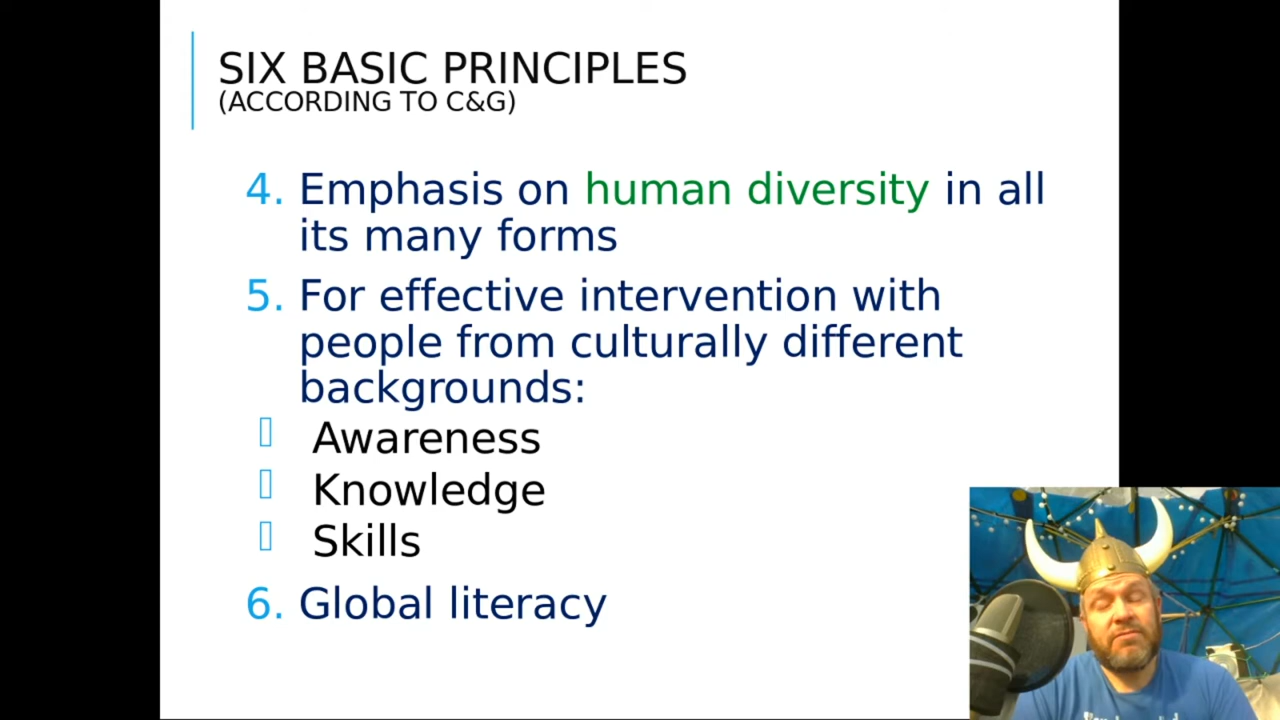 SIX BASIC PRINCIPLES
(ACCORDING TO C&G)
4. Emphasis on human diversity in all
its many forms
5. For effective intervention with
people from culturally different
backgrounds:
Awareness
Knowledge
Skills
6. Global literacy